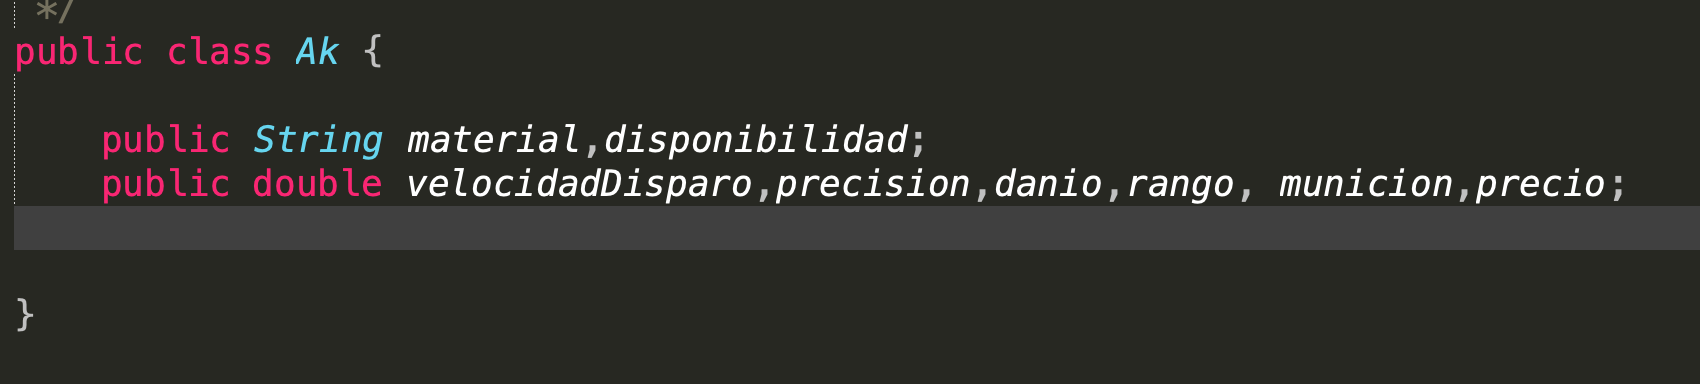 */
public class Ak {
public String material,disponibilidad;
public double velocidadDisparo,precision,danio,rango, municion,precio;
}